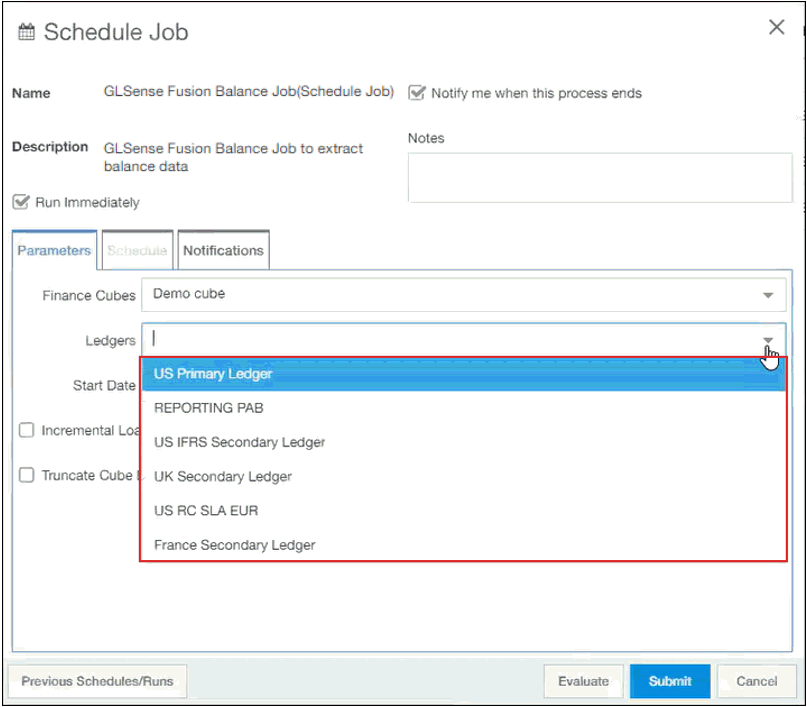 Schedule Job
Name
GLSense Fusion Balance Job(Schedule Job)
Notify me when this process ends
Description
GLSense Fusion Balance Job to extract
balance data
Notes
Run Immediately
Parameters
Schedule
Notifications
Finance Cubes
Demo cube
Ledgers
US Primary Ledger
Start Date
REPORTING PAB
Incremental Loa
US IFRS Secondary Ledger
Truncate Cube
UK Secondary Ledger
US RC SLA EUR
France Secondary Ledger
Previous Schedules/Runs
Evaluate
Submit
Cancel